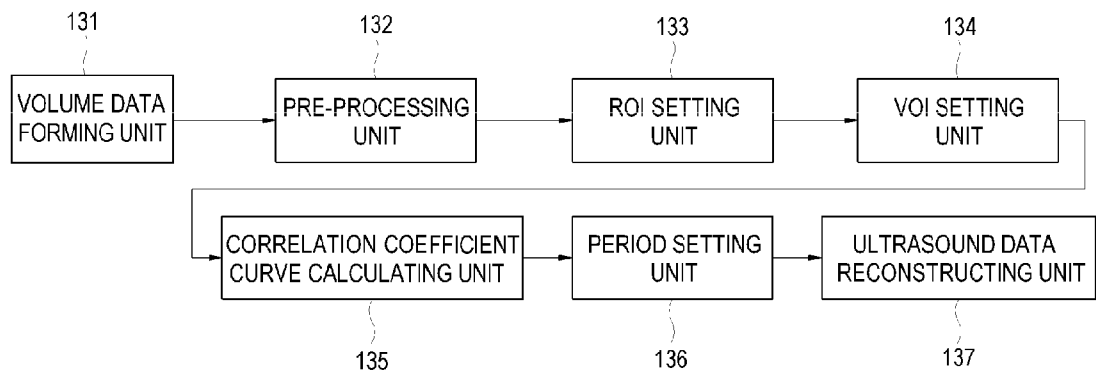 131
132
133
134
VOLUME DATA
FORMING UNIT
PRE-PROCESSING
UNIT
ROI SETTING
UNIT
VOI SETTING
UNIT
CORRELATION COEFFICIENT
CURVE CALCULATING UNIT
PERIOD SETTING
UNIT
ULTRASOUND DATA
RECONSTRUCTING UNIT
135
136
137